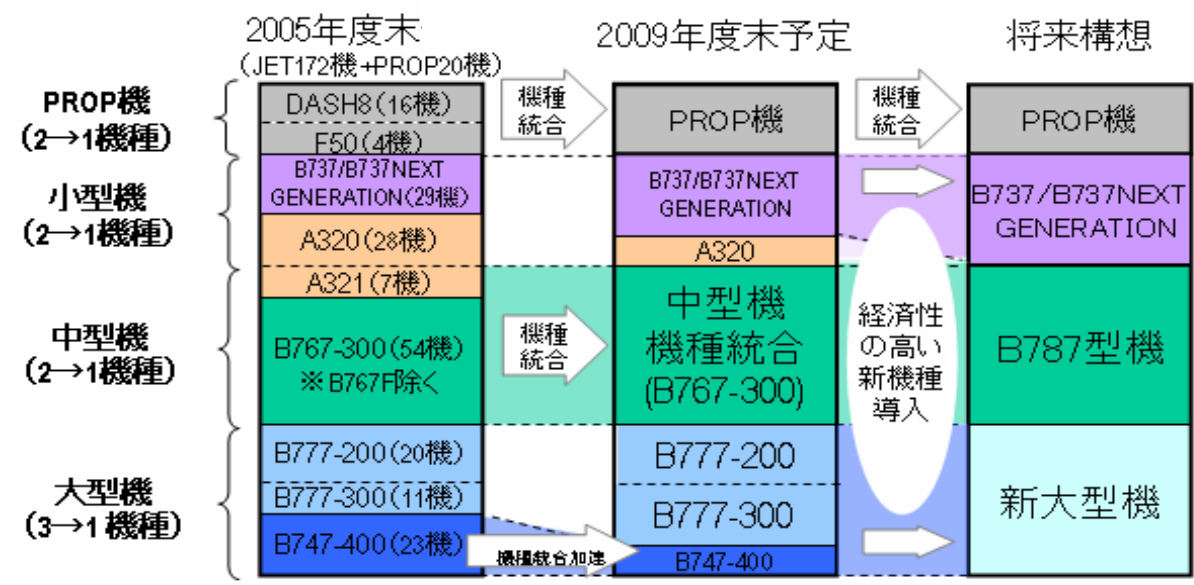 2005年度末
(JET172機+PROP20機)
2009年度末予定
将来構想
PROP機
(2→1機種)
小型機
(2→1機種)
中型機
(2→1機種)
大型機
(3→1機種)
DASH8(16機)
F50(4機)
B737/B737NEXT
GENERATION(29機)
A320(28機)
A321(7機)
B767-300(54機)
※B767F除く
B777-200(20機)
B777-300(11機)
B747-400(23機)
機種
統合
機種
統合
機種統合加速
PROP機
B737/B737NEXT
GENERATION
A320
中型機
機種統合
(B767-300)
B777-200
B777-300
B747-400
機種
統合
経済性
の高い
新機種
導入
PROP機
B737/B737NEXT
GENERATION
B787型機
新大型機